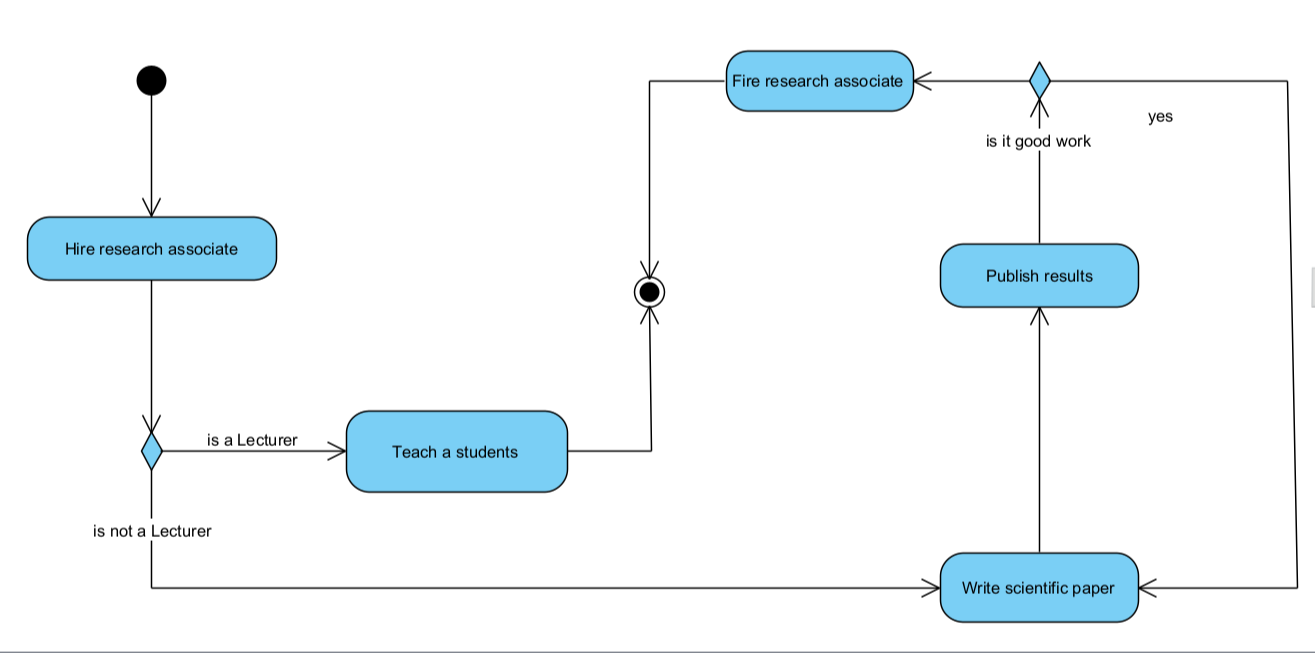 Fire research associate
yes
is it good work
Hire research associate
Publish results
is a Lecturer
Teach a students
is not a Lecturer
Write scientific paper